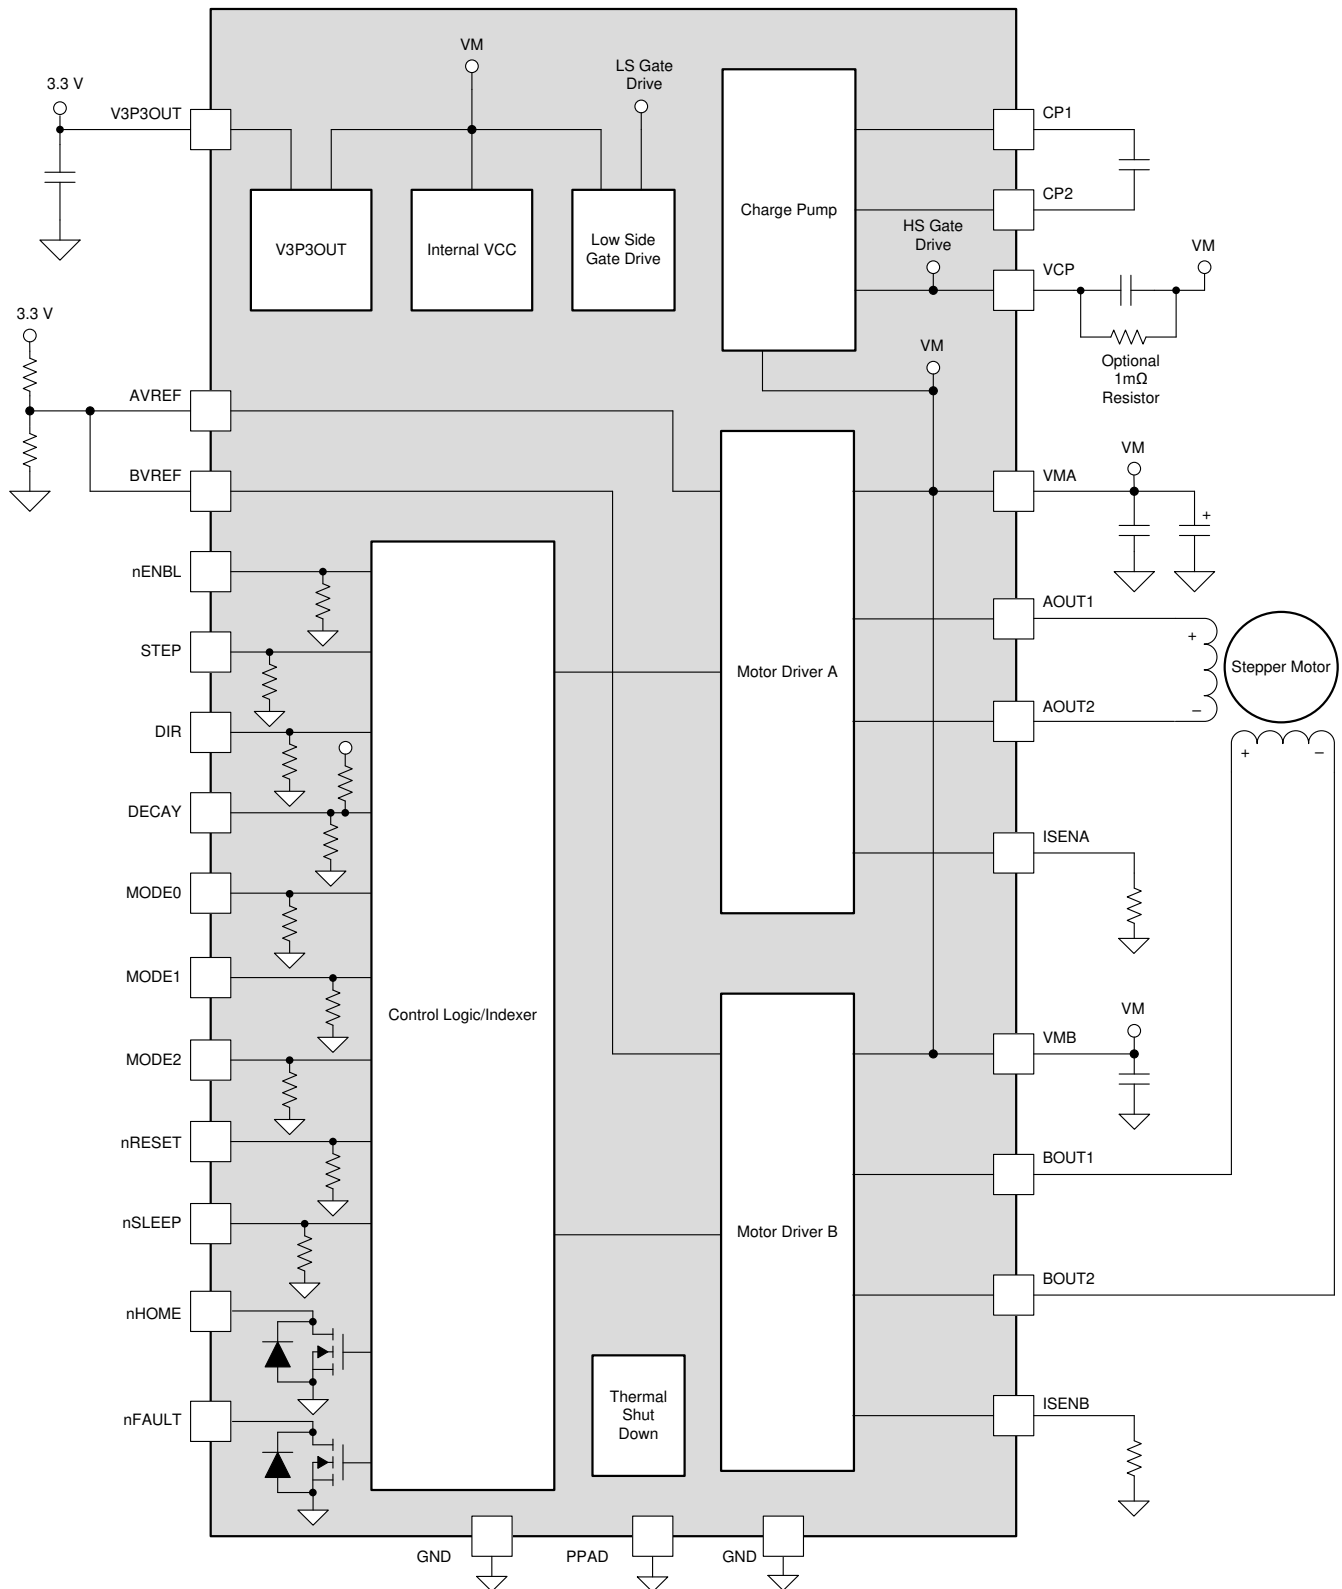 VM
LS Gate
Drive
3.3 V
V3P3OUT
CP1
V3P3OUT
Internal VCC
Low Side
Gate Drive
Charge Pump
CP2
HS Gate
Drive
VCP
VM
3.3 V
VM
Optional
1mΩ
Resistor
AVREF
BVREF
VM
VMA
+
nENBL
STEP
DIR
DECAY
MODE0
MODE1
MODE2
nRESET
nSLEEP
nHOME
nFAULT
Control Logic/Indexer
Motor Driver A
AOUT1
+
Stepper Motor
AOUT2
–
+
–
ISENA
VM
VMB
BOUT1
Motor Driver B
BOUT2
Thermal
Shut
Down
ISENB
GND
PPAD
GND